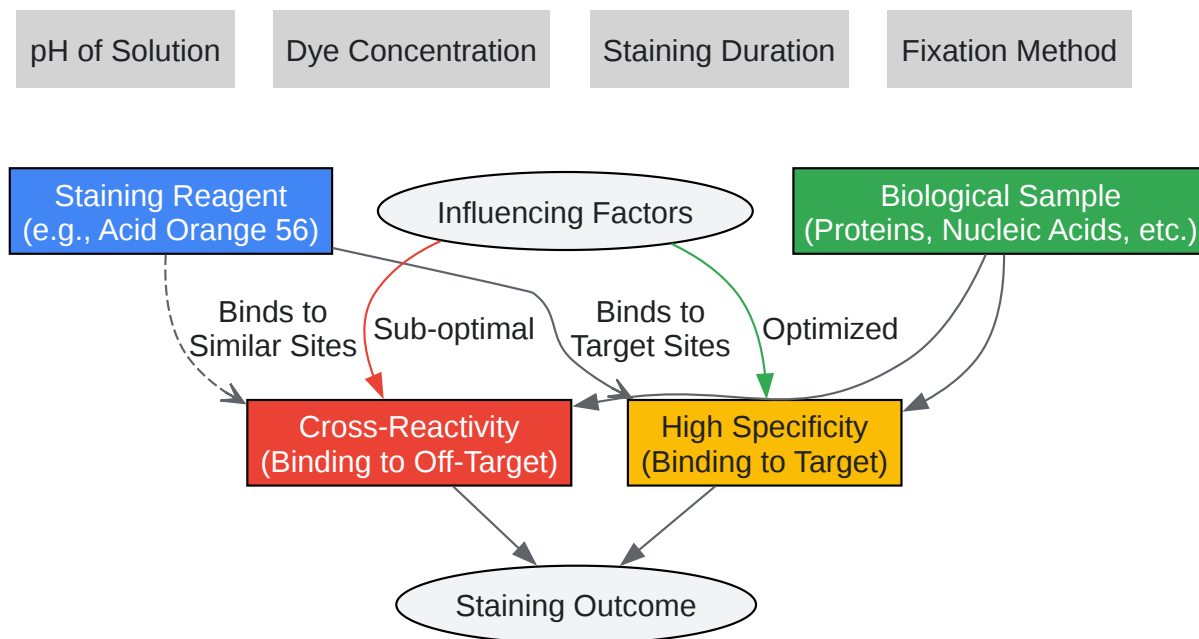 pH of Solution
Dye Concentration
Staining Duration
Fixation Method
Staining Reagent
(e.g., Acid Orange 56)
Influencing Factors
Biological Sample
(Proteins, Nucleic Acids, etc.)
Binds to
Similar Sites
Sub-optimal
Binds to
Target Sites
Optimized
Cross-Reactivity
(Binding to Off-Target)
High Specificity
(Binding to Target)
Staining Outcome